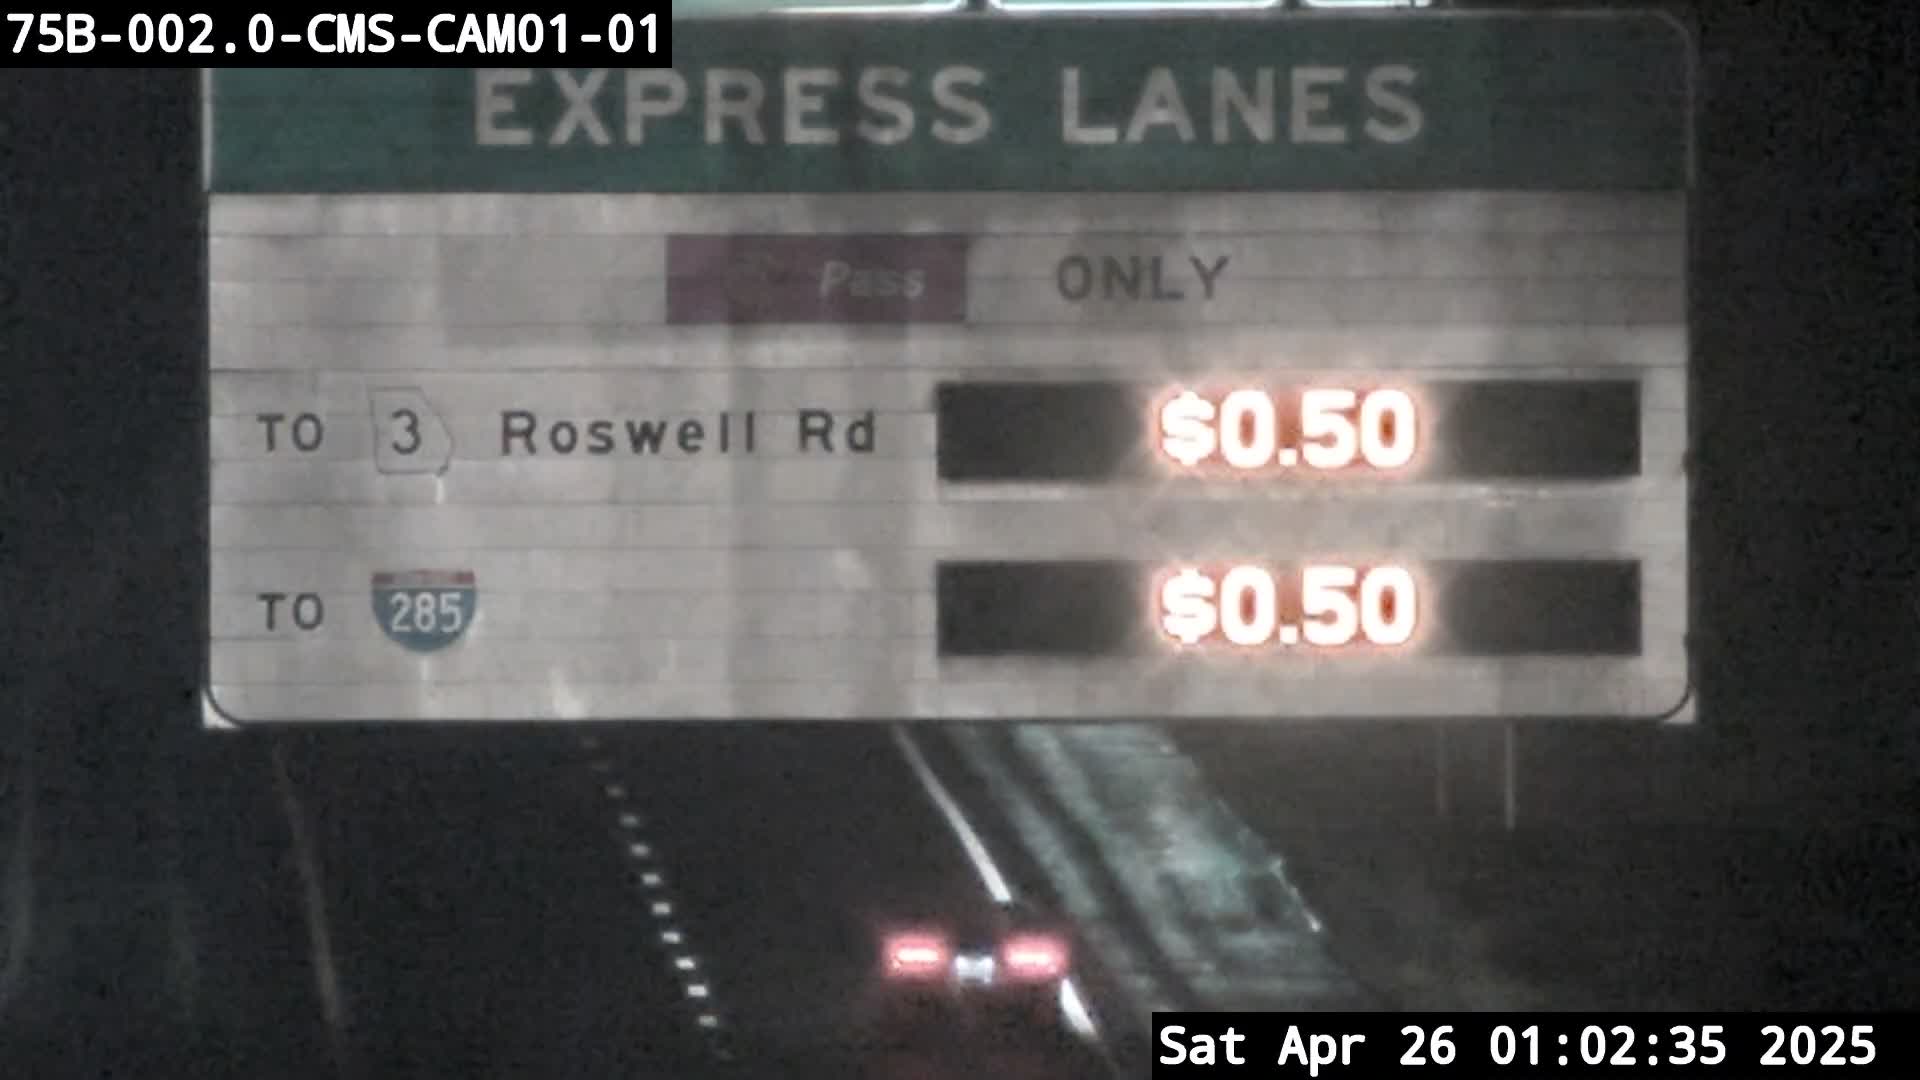 75B-002.0-CMS-CAM01-01
EXPRESS LANES
Pass ONLY
TO 3 Roswell Rd $0.50
TO 285 $0.50
Sat Apr 26 01:02:35 2025